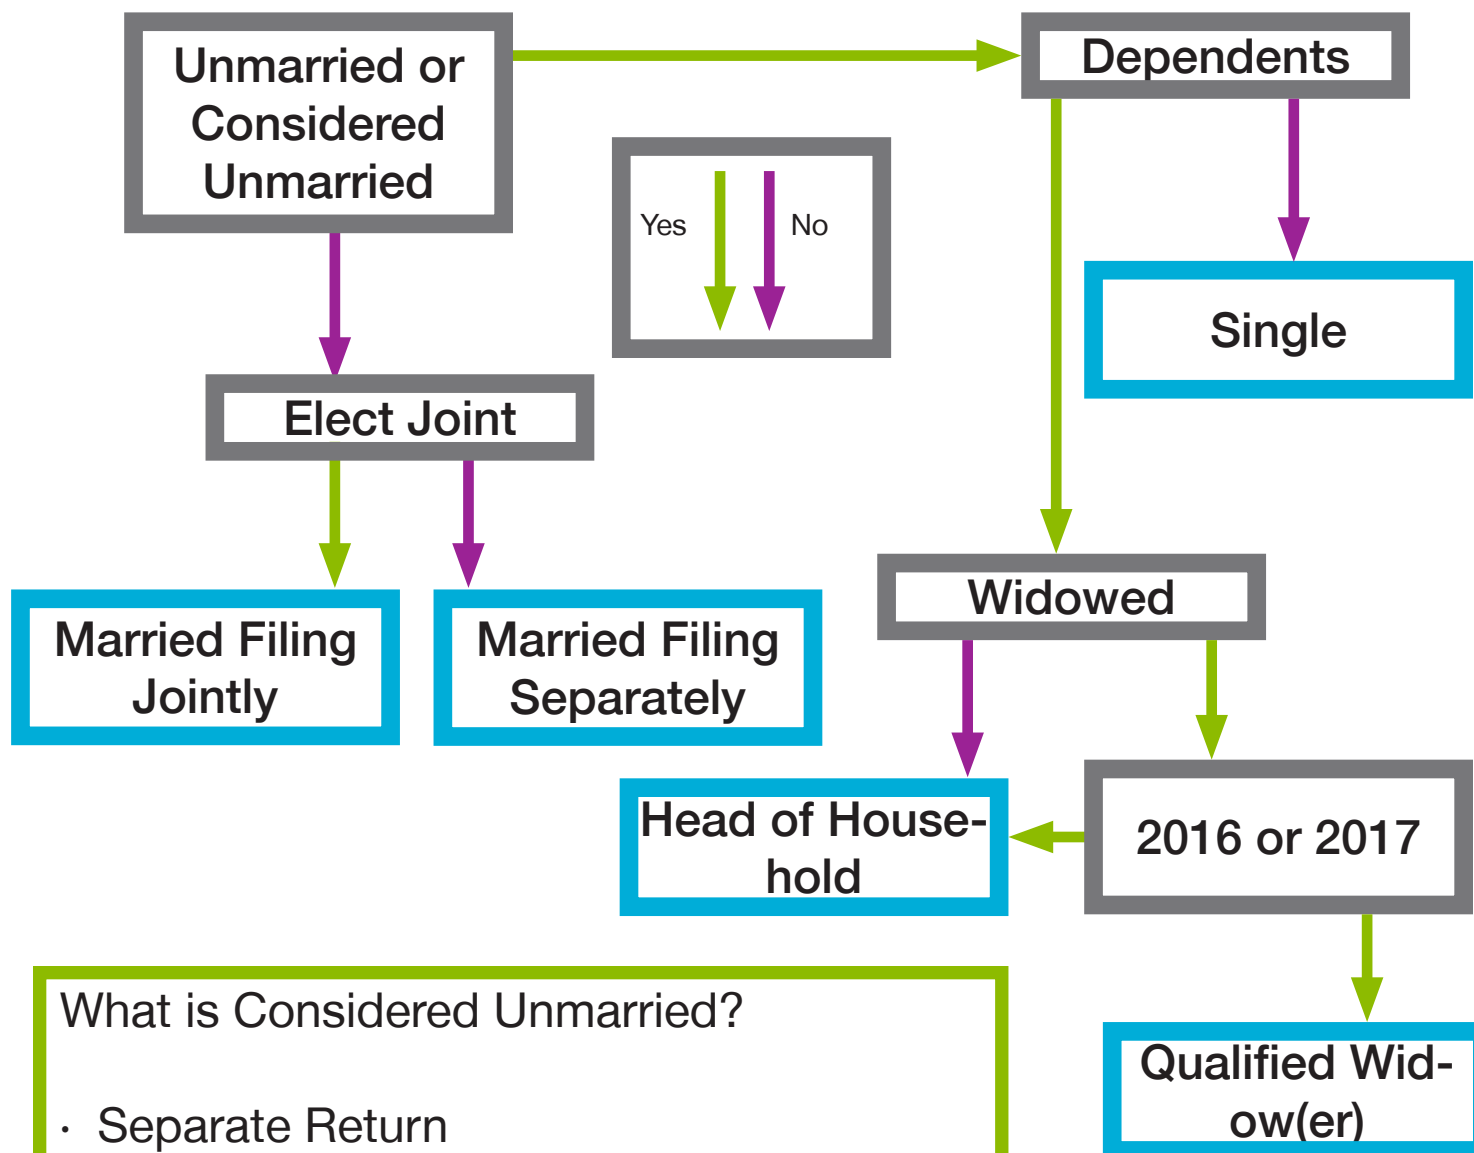 Unmarried or
Considered
Unmarried
Dependents
Yes
No
Single
Elect Joint
Widowed
Married Filing
Jointly
Married Filing
Separately
Head of House-
hold
2016 or 2017
What is Considered Unmarried?
· Separate Return
Qualified Wid-
ow(er)